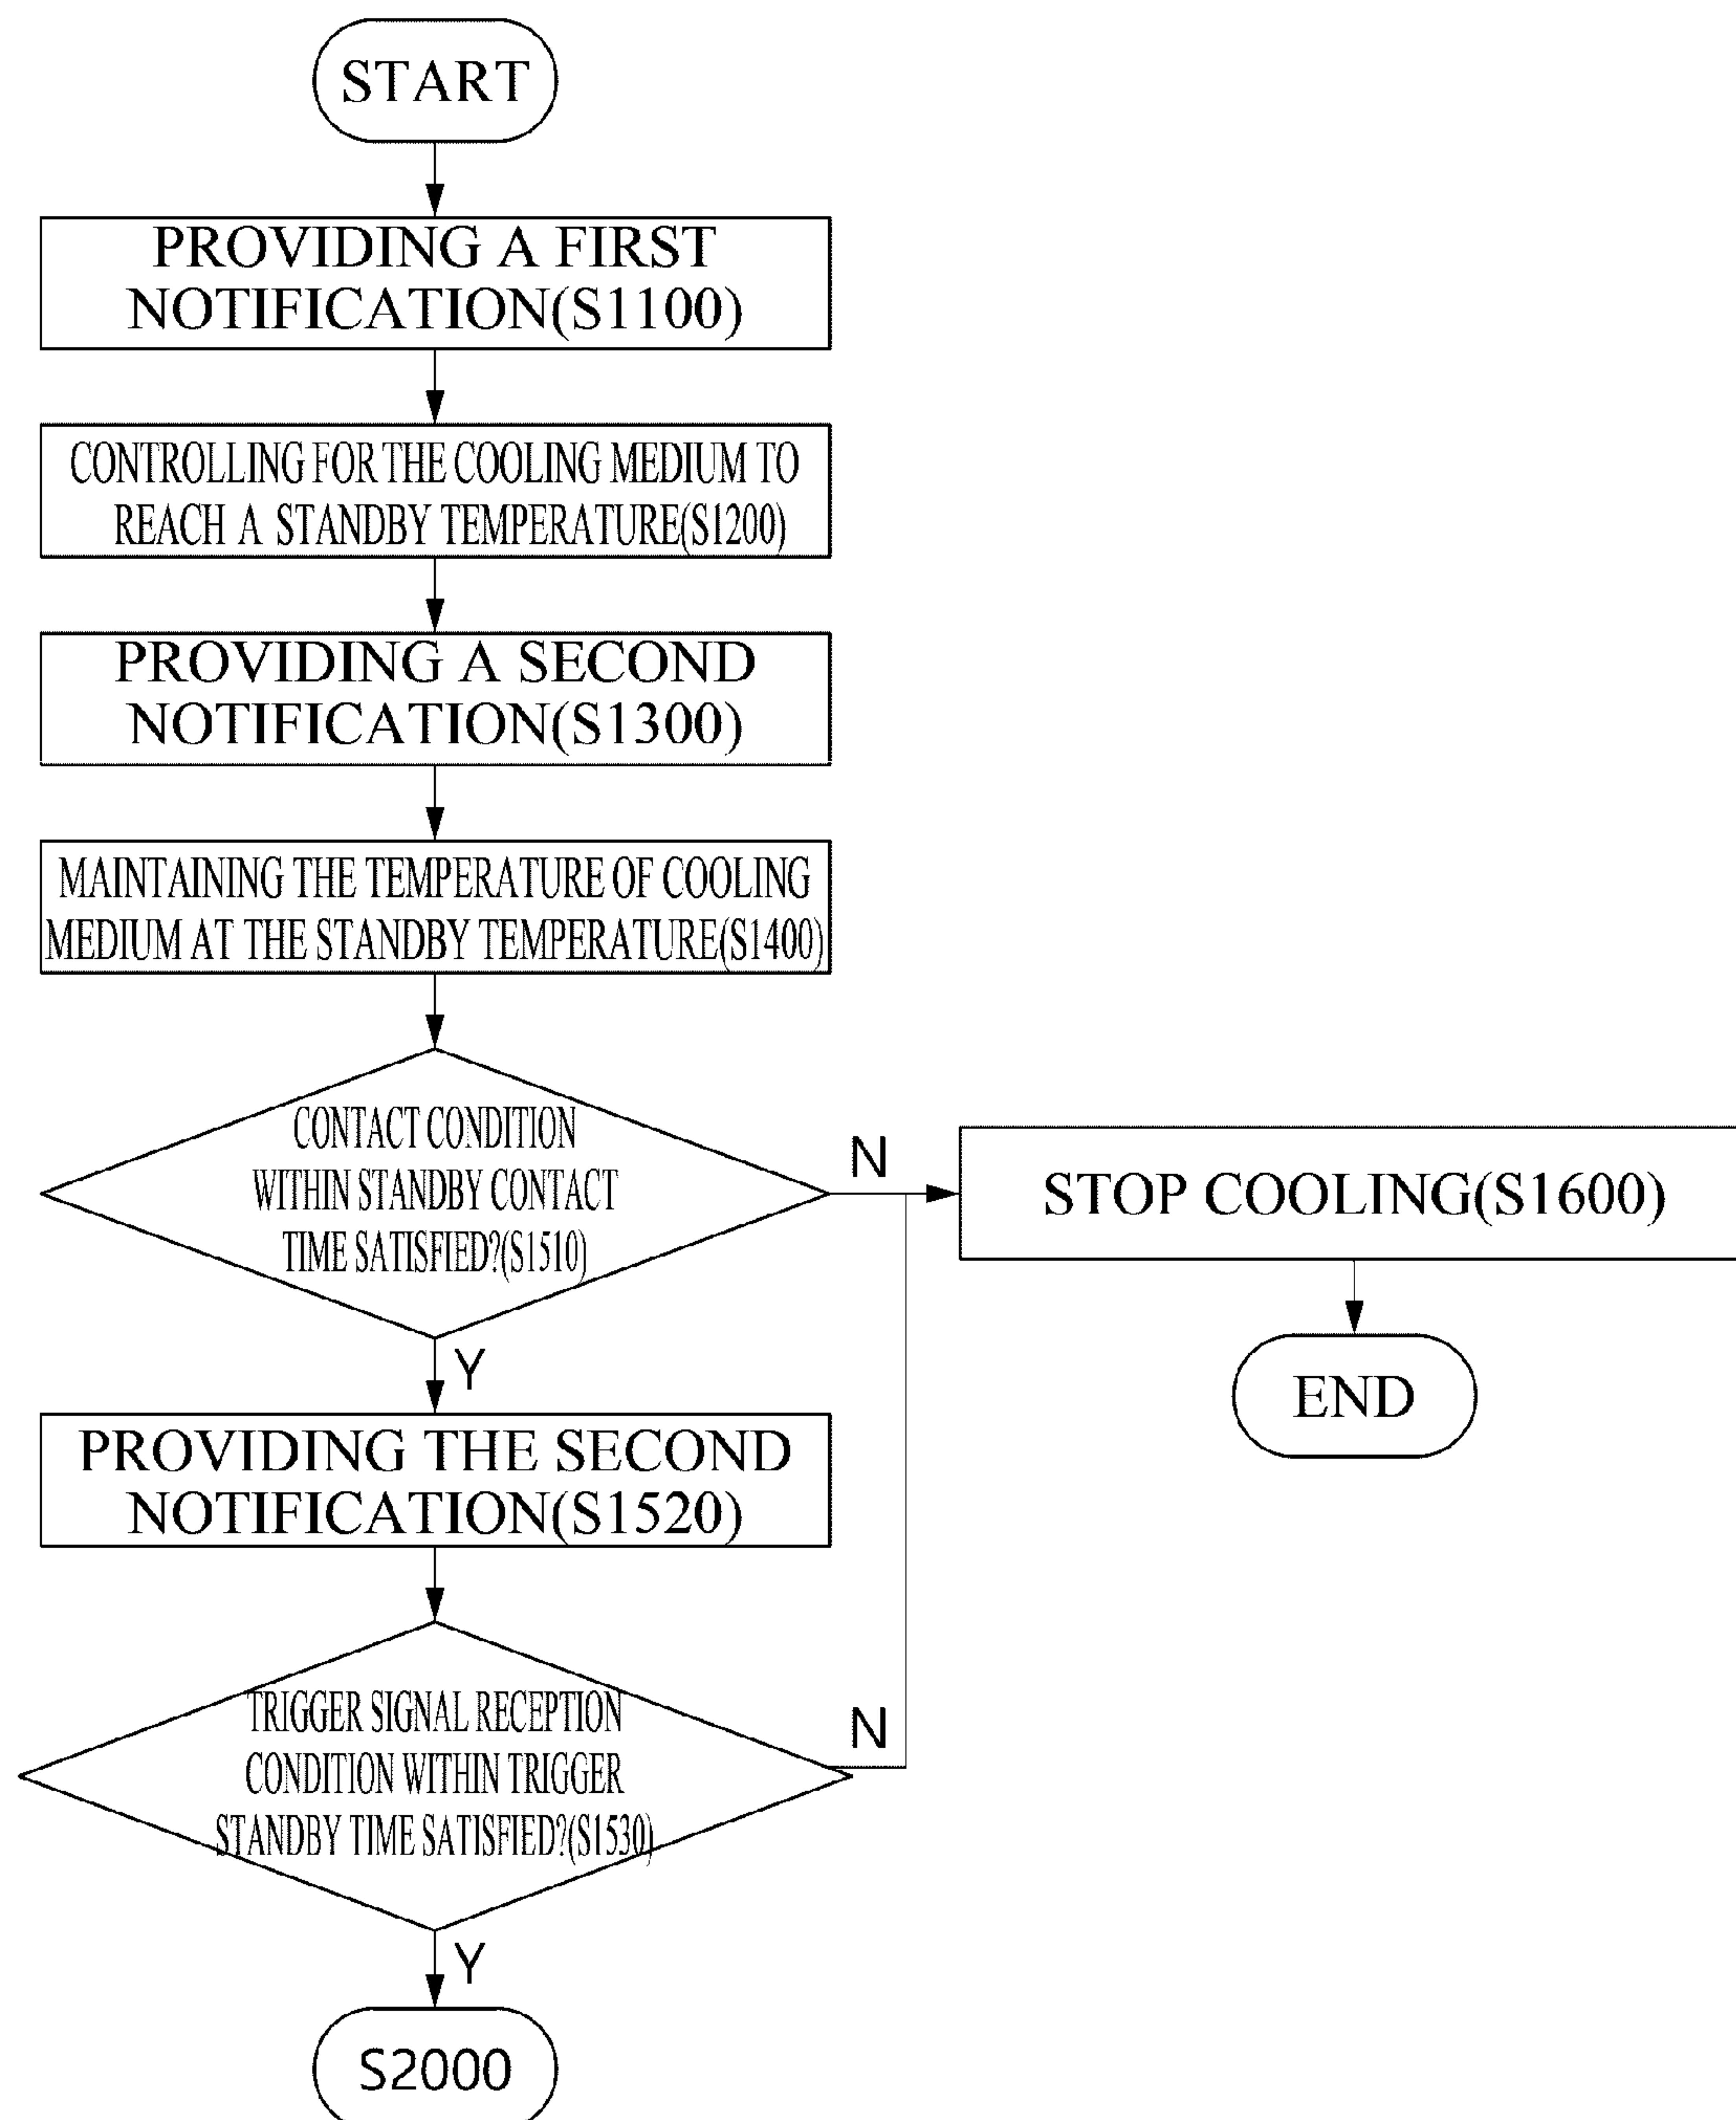 START
PROVIDING A FIRST
NOTIFICATION(S1100)
CONTROLLING FOR THE COOLING MEDIUM TO
REACH A STANDBY TEMPERATURE(S1200)
PROVIDING A SECOND
NOTIFICATION(S1300)
MAINTAINING THE TEMPERATURE OF COOLING
MEDIUM AT THE STANDBY TEMPERATURE(S1400)
CONTACT CONDITION
WITHIN STANDBY CONTACT
TIME SATISFIED?(S1510)
N
STOP COOLING(S1600)
END
Y
PROVIDING THE SECOND
NOTIFICATION(S1520)
TRIGGER SIGNAL RECEPTION
CONDITION WITHIN TRIGGER
STANDBY TIME SATISFIED?(S1530)
N
Y
S2000